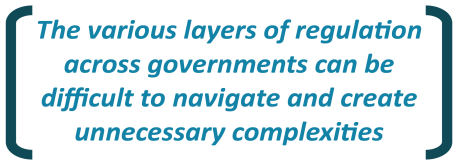 The various layers of regulation
across governments can be
difficult to navigate and create
unnecessary complexities